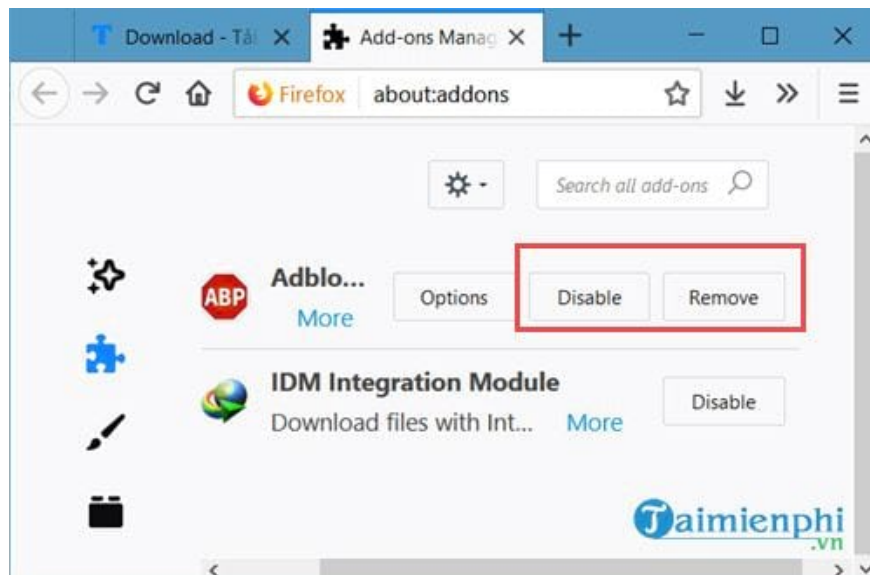 Download - Tải
Add-ons Manag
Firefox
about:addons
Search all add-ons
ABP
Adblo...
More
Options
Disable
Remove
IDM Integration Module
Download files with Int...
More
Disable
Taimienphi
.vn